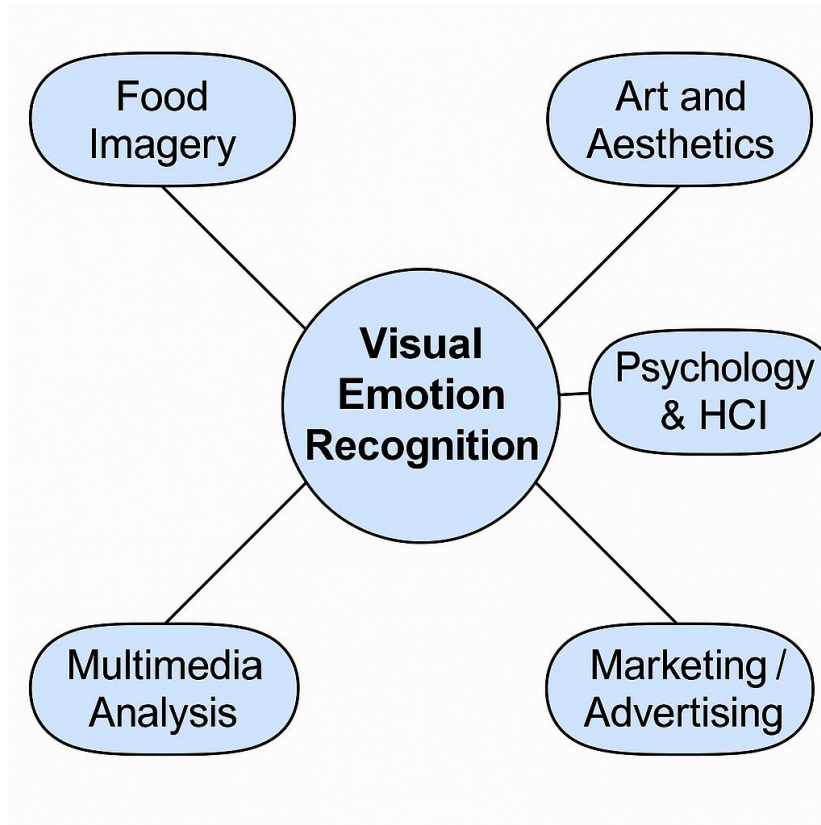 Food
Imagery
Art and
Aesthetics
Visual
Emotion
Recognition
Psychology
& HCI
Multimedia
Analysis
Marketing /
Advertising